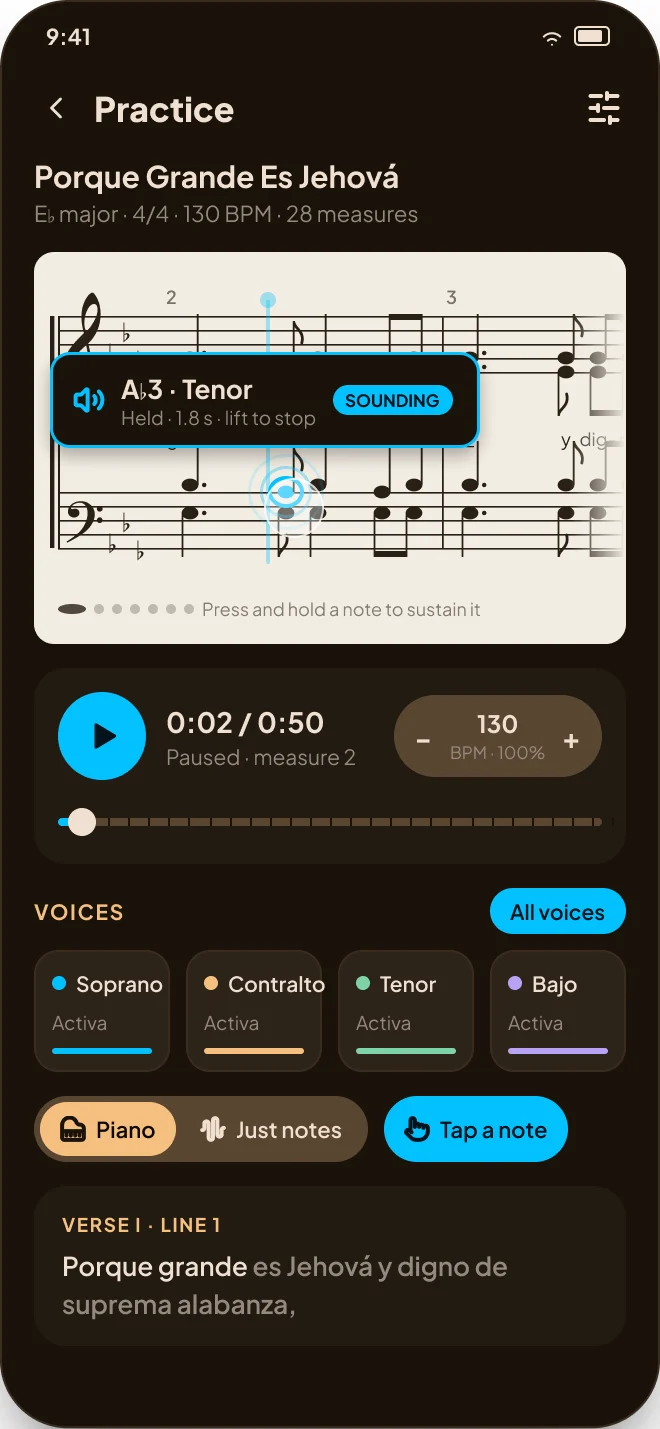 9:41
Practice
Porque Grande Es Jehová
E♭ major · 4/4 · 130 BPM · 28 measures
2
3
A♭3 · Tenor
Held · 1.8 s · lift to stop
SOUNDING
y dig
Press and hold a note to sustain it
0:02 / 0:50
Paused · measure 2
−
130
BPM · 100%
+
VOICES
All voices
Soprano
Activa
Contralto
Activa
Tenor
Activa
Bajo
Activa
Piano
Just notes
Tap a note
VERSE I · LINE 1
Porque grande es Jehová y digno de
suprema alabanza,